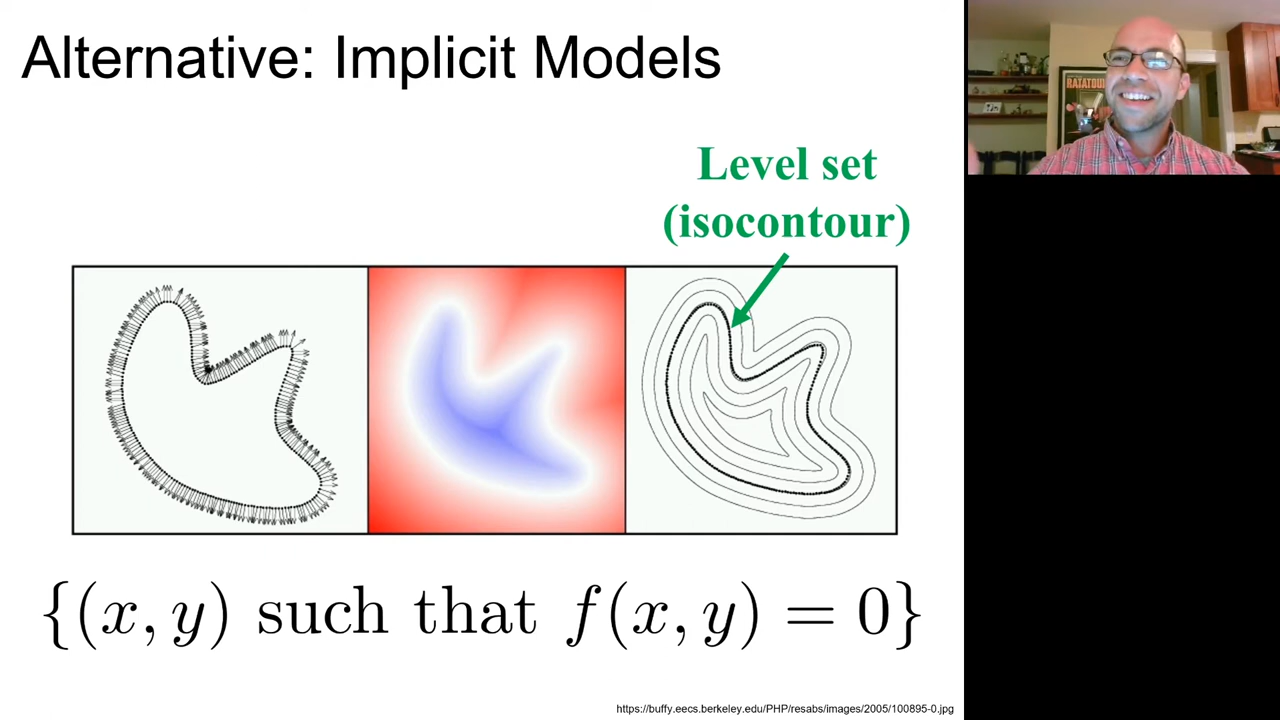 Alternative: Implicit Models
RATATOUI
Level set
(isocontour)
{(x, y) such that f(x, y) = 0}
https://buffy.eecs.berkeley.edu/PHP/resabs/images/2005/100895-0.jpg